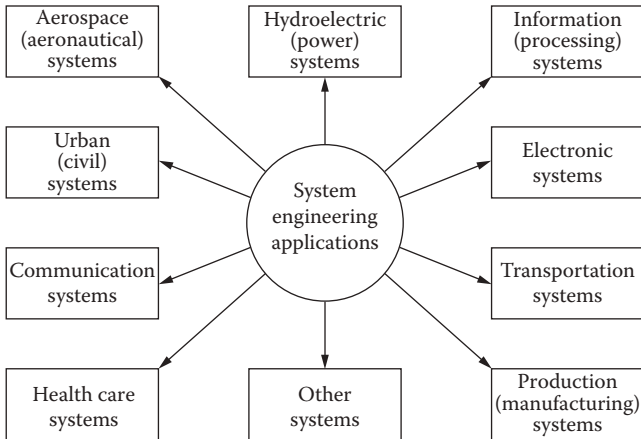 Aerospace
(aeronautical)
systems
Hydroelectric
(power)
systems
Information
(processing)
systems
Urban
(civil)
systems
System
engineering
applications
Electronic
systems
Communication
systems
Transportation
systems
Health care
systems
Other
systems
Production
(manufacturing)
systems